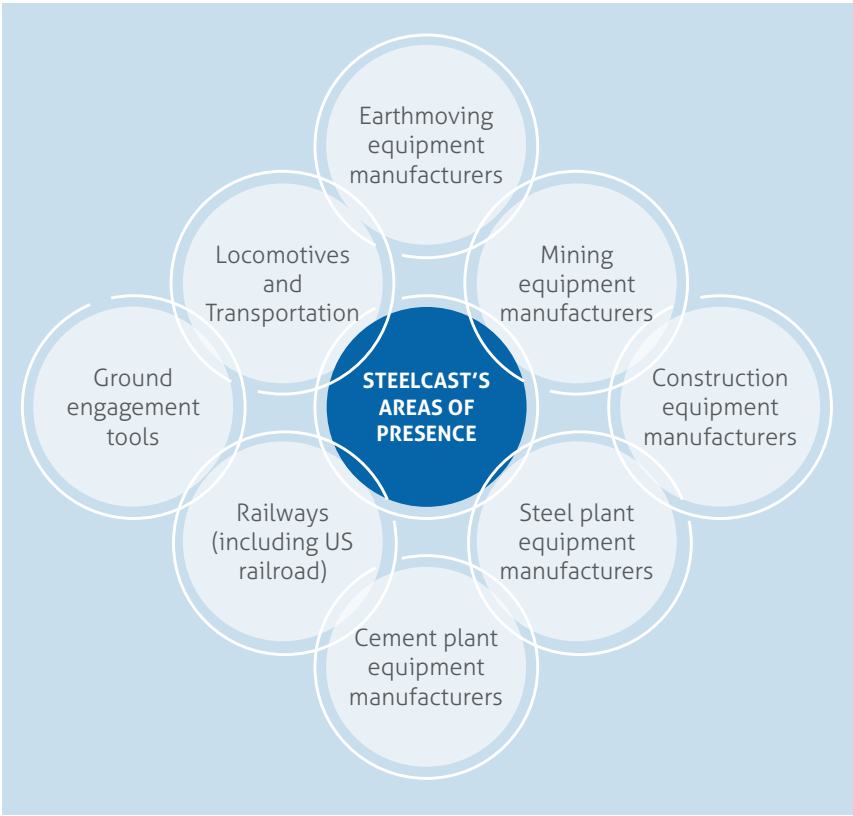 Earthmoving
equipment
manufacturers
Locomotives
and
Transportation
Mining
equipment
manufacturers
Ground
engagement
tools
STEELCAST'S
AREAS OF
PRESENCE
Construction
equipment
manufacturers
Railways
(including US
railroad)
Steel plant
equipment
manufacturers
Cement plant
equipment
manufacturers